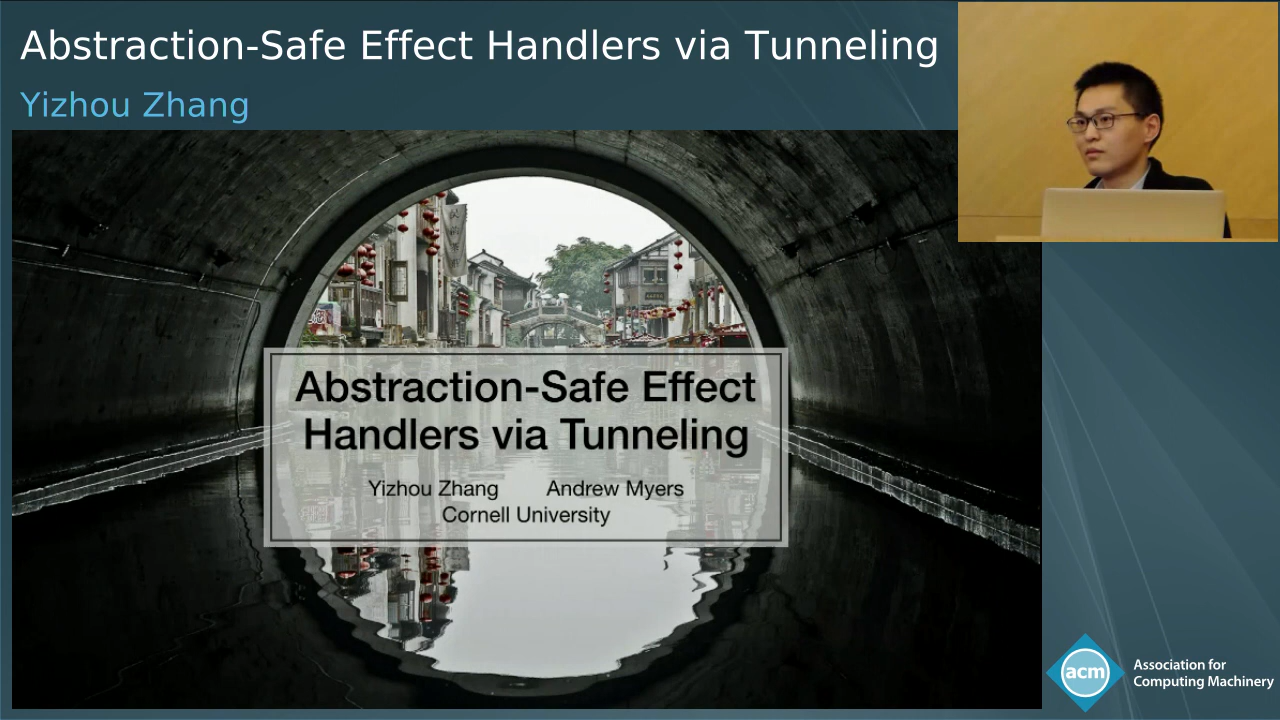 Abstraction-Safe Effect Handlers via Tunneling
Yizhou Zhang
Abstraction-Safe Effect
Handlers via Tunneling
Yizhou Zhang Andrew Myers
Cornell University
acm
Association for
Computing Machinery